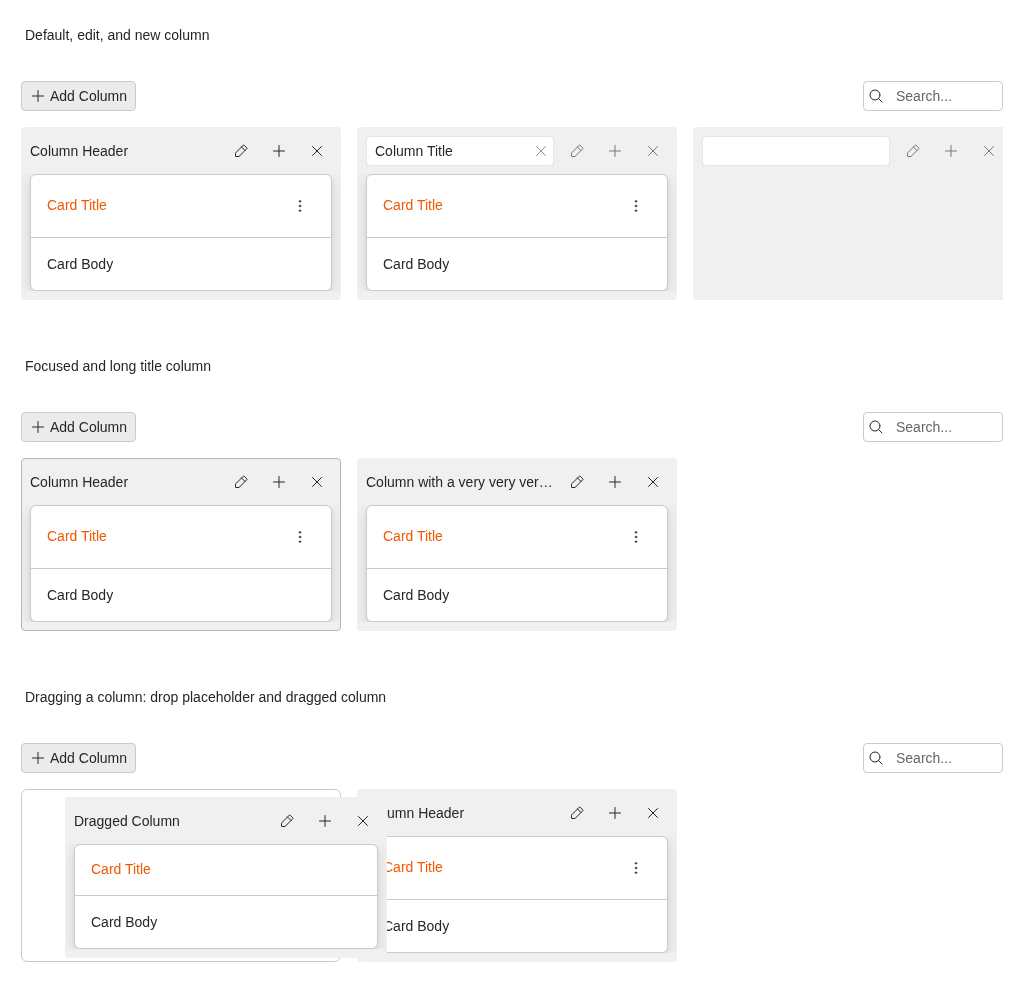 Default, edit, and new column
Add Column
Search...
Column Header
Column Title
Card Title
Card Title
Card Body
Card Body
Focused and long title column
Add Column
Search...
Column Header
Column with a very very ver...
Card Title
Card Title
Card Body
Card Body
Dragging a column: drop placeholder and dragged column
Add Column
Search...
Dragged Column
umn Header
Card Title
Card Title
Card Body
Card Body